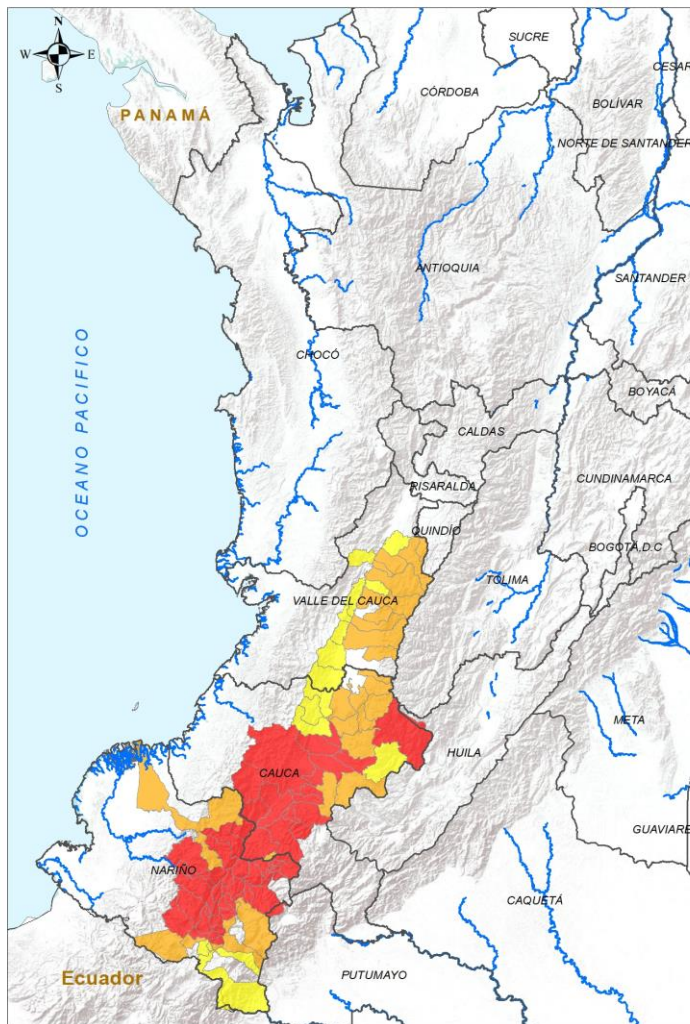 N
W E
S
PANAMÁ
SUCRE
CESAR
CÓRDOBA
BOLÍVAR
NORTE DE SANTANDER
ANTIOQUIA
SANTANDER
OCEANO PACIFICO
CHOCÓ
BOYACÁ
CALDAS
CUNDINAMARCA
RISARALDA
QUINDÍO
BOGOTÁ,D.C
TOLIMA
VALLE DEL CAUCA
META
HUILA
CAUCA
GUAVIARE
NARIÑO
CAQUETÁ
Ecuador
PUTUMAYO